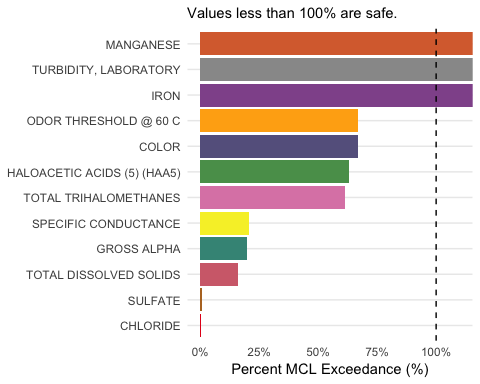 Values less than 100% are safe.
MANGANESE
TURBIDITY, LABORATORY
IRON
ODOR THRESHOLD @ 60 C
COLOR
HALOACETIC ACIDS (5) (HAA5)
TOTAL TRIHALOMETHANES
SPECIFIC CONDUCTANCE
GROSS ALPHA
TOTAL DISSOLVED SOLIDS
SULFATE
CHLORIDE
0% 25% 50% 75% 100%
Percent MCL Exceedance (%)